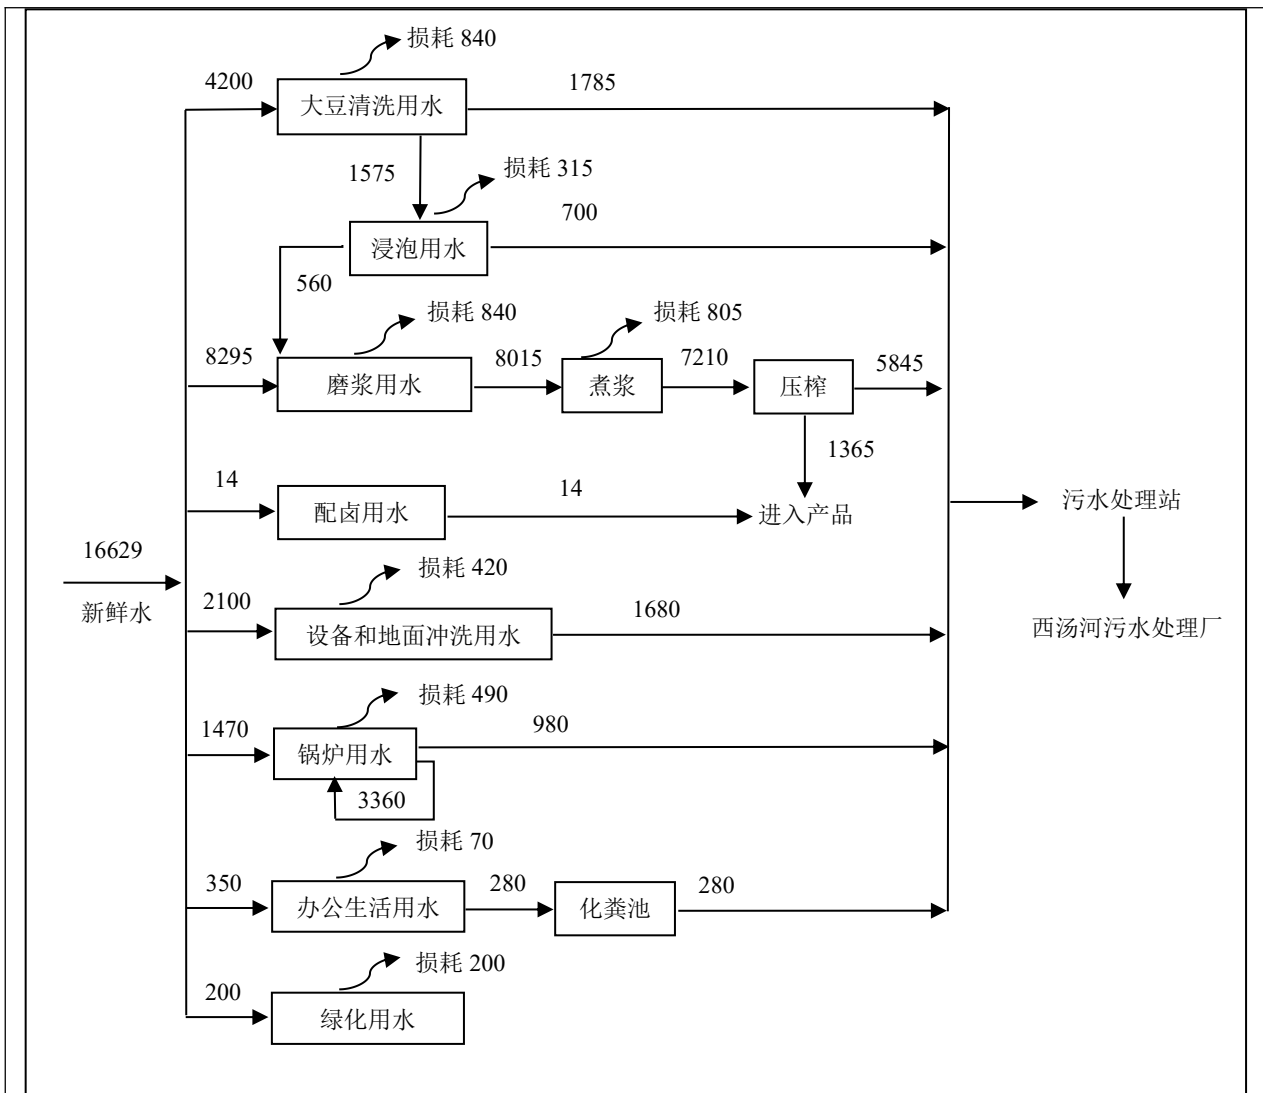 损耗 840
4200
大豆清洗用水
1785
1575
损耗 315
700
浸泡用水
560
损耗 840
损耗 805
8295
磨浆用水
8015
煮浆
7210
压榨
5845
1365
14
配卤用水
14
进入产品
污水处理站
16629
新鲜水
损耗 420
2100
设备和地面冲洗用水
1680
西汤河污水处理厂
损耗 490
1470
锅炉用水
980
3360
损耗 70
350
办公生活用水
280
化粪池
280
损耗 200
200
绿化用水